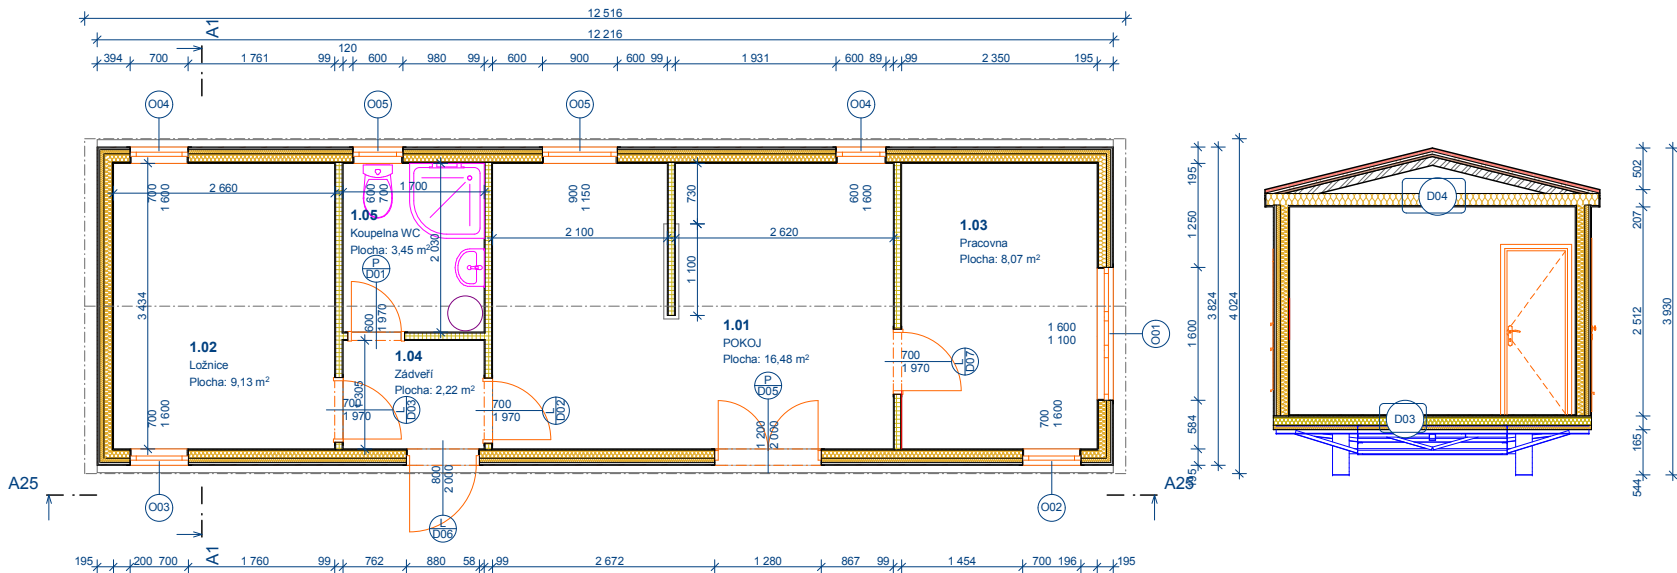 12 516
12 216
394 700 1 761 99 120 600 980 99 600 900 600 99 1 931 600 89 99 2 350 195
A1
O04
O05
O05
O04
2 660
1 700
700
1 600
600
700
2 030
900
1 150
730
1 100
600
1 600
2 100
2 620
3 434
1.05
Koupelna WC
Plocha: 3,45 m²
P
D01
600
1 970
1.03
Pracovna
Plocha: 8,07 m²
1.01
POKOJ
Plocha: 16,48 m²
1.02
Ložnice
Plocha: 9,13 m²
1.04
Zádveří
Plocha: 2,22 m²
1 305
700
1 970
L
D03
700
1 970
L
D02
700
1 970
L
D07
P
D05
1 200
2 000
1 600
1 100
O01
700
1 600
700
1 600
800
2 000
L
D06
O03
O02
A25
A25
A1
195 200 700 1 760 99 762 880 58 99 2 672 1 280 867 99 1 454 700 196 195
195
1 250
1 600
584
195
3 824
4 024
D04
D03
502
207
2 512
165
544
3 930